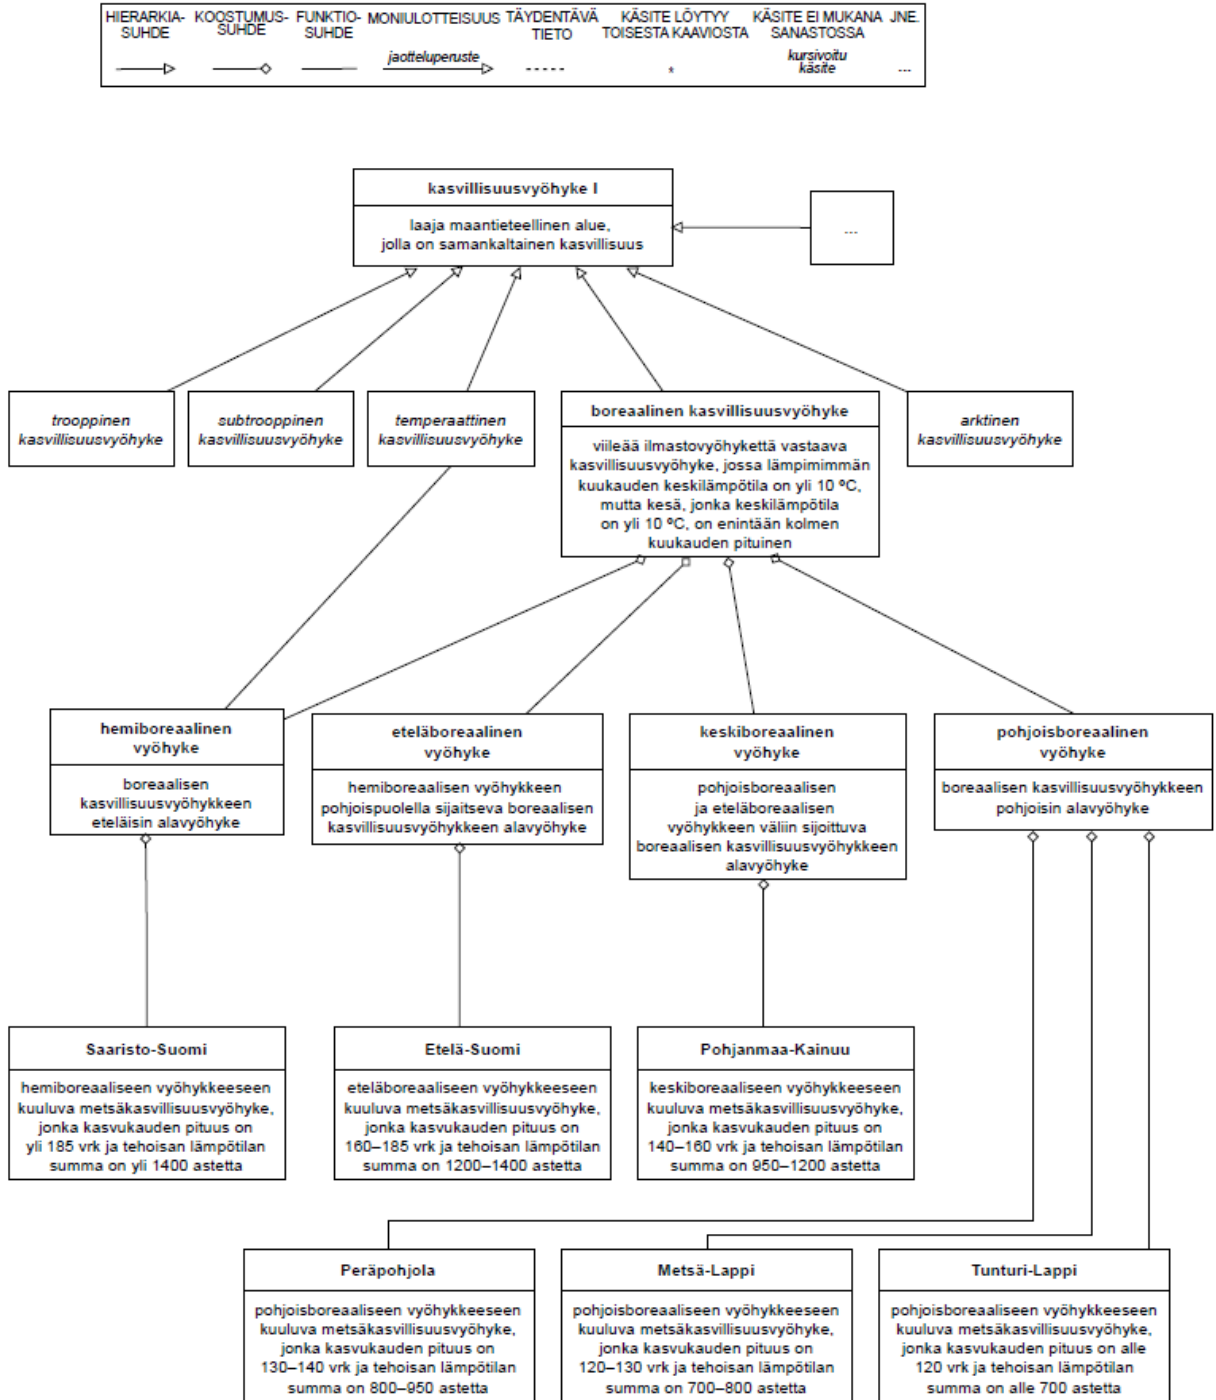 HIERARKIA-
SUHDE
KOOSTUMUS-
SUHDE
FUNKTIO-
SUHDE
MONIULOTTEISUUS
jaotteluperuste
TÄYDENTÄVÄ
TIETO
KÄSITE LÖYTYY
TOISESTA KAAVIOSTA
*
KÄSITE EI MUKANA
SANASTOSSA
kursivoitu
käsite
JNE.
...
kasvillisuusvyöhyke I
laaja maantieteellinen alue,
jolla on samankaltainen kasvillisuus
...
trooppinen
kasvillisuusvyöhyke
subtrooppinen
kasvillisuusvyöhyke
temperaattinen
kasvillisuusvyöhyke
boreaalinen kasvillisuusvyöhyke
viileää ilmastovyöhykettä vastaava
kasvillisuusvyöhyke, jossa lämpimimmän
kuukauden keskilämpötila on yli 10 ºC,
mutta kesä, jonka keskilämpötila
on yli 10 ºC, on enintään kolmen
kuukauden pituinen
arktinen
kasvillisuusvyöhyke
hemiboreaalinen
vyöhyke
boreaalisen
kasvillisuusvyöhykkeen
eteläisin alavyöhyke
eteläboreaalinen
vyöhyke
hemiboreaalisen vyöhykkeen
pohjoispuolella sijaitseva boreaalisen
kasvillisuusvyöhykkeen alavyöhyke
keskiboreaalinen
vyöhyke
pohjoisboreaalisen
ja eteläboreaalisen
vyöhykkeen väliin sijoittuva
boreaalisen kasvillisuusvyöhykkeen
alavyöhyke
pohjoisboreaalinen
vyöhyke
boreaalisen kasvillisuusvyöhykkeen
pohjoisin alavyöhyke
Saaristo-Suomi
hemiboreaaliseen vyöhykkeeseen
kuuluva metsäkasvillisuusvyöhyke,
jonka kasvukauden pituus on
yli 185 vrk ja tehoisan lämpötilan
summa on yli 1400 astetta
Etelä-Suomi
eteläboreaaliseen vyöhykkeeseen
kuuluva metsäkasvillisuusvyöhyke,
jonka kasvukauden pituus on
160–185 vrk ja tehoisan lämpötilan
summa on 1200–1400 astetta
Pohjanmaa-Kainuu
keskiboreaaliseen vyöhykkeeseen
kuuluva metsäkasvillisuusvyöhyke,
jonka kasvukauden pituus on
140–160 vrk ja tehoisan lämpötilan
summa on 950–1200 astetta
Peräpohjola
pohjoisboreaaliseen vyöhykkeeseen
kuuluva metsäkasvillisuusvyöhyke,
jonka kasvukauden pituus on
130–140 vrk ja tehoisan lämpötilan
summa on 800–950 astetta
Metsä-Lappi
pohjoisboreaaliseen vyöhykkeeseen
kuuluva metsäkasvillisuusvyöhyke,
jonka kasvukauden pituus on
120–130 vrk ja tehoisan lämpötilan
summa on 700–800 astetta
Tunturi-Lappi
pohjoisboreaaliseen vyöhykkeeseen
kuuluva metsäkasvillisuusvyöhyke,
jonka kasvukauden pituus on alle
120 vrk ja tehoisan lämpötilan
summa on alle 700 astetta